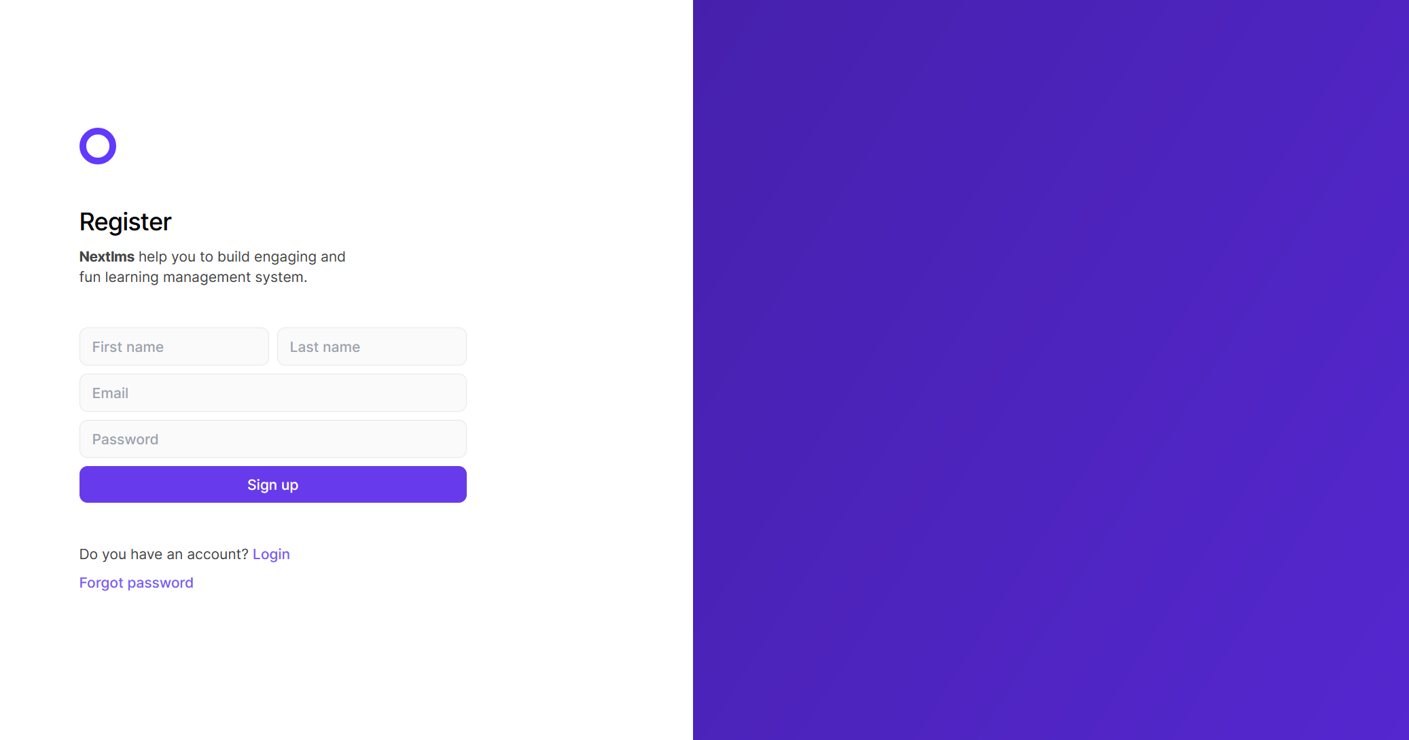 Register
Nextlms help you to build engaging and
fun learning management system.
First name
Last name
Email
Password
Sign up
Do you have an account? Login
Forgot password